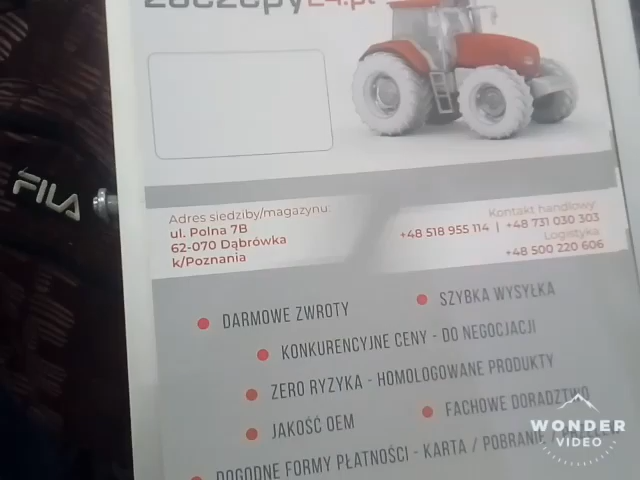 zaczepy24.pl
FILA
Adres siedziby/magazynu:
ul. Polna 7B
62-070 Dąbrówka
k/Poznania
Kontakt handlowy:
+48 518 955 114 | +48 731 030 303
Logistyka:
+48 500 220 606
DARMOWE ZWROTY
SZYBKA WYSYŁKA
KONKURENCYJNE CENY - DO NEGOCJACJI
ZERO RYZYKA - HOMOLOGOWANE PRODUKTY
JAKOŚĆ OEM
FACHOWE DORADZTWO
DOGODNE FORMY PŁATNOŚCI - KARTA / POBRANIE /
WONDER
VIDEO